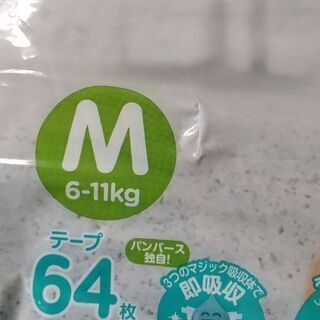 M
6-11kg
テープ
64枚
パンパース
独自!
3つのマジック吸収体で
即吸収